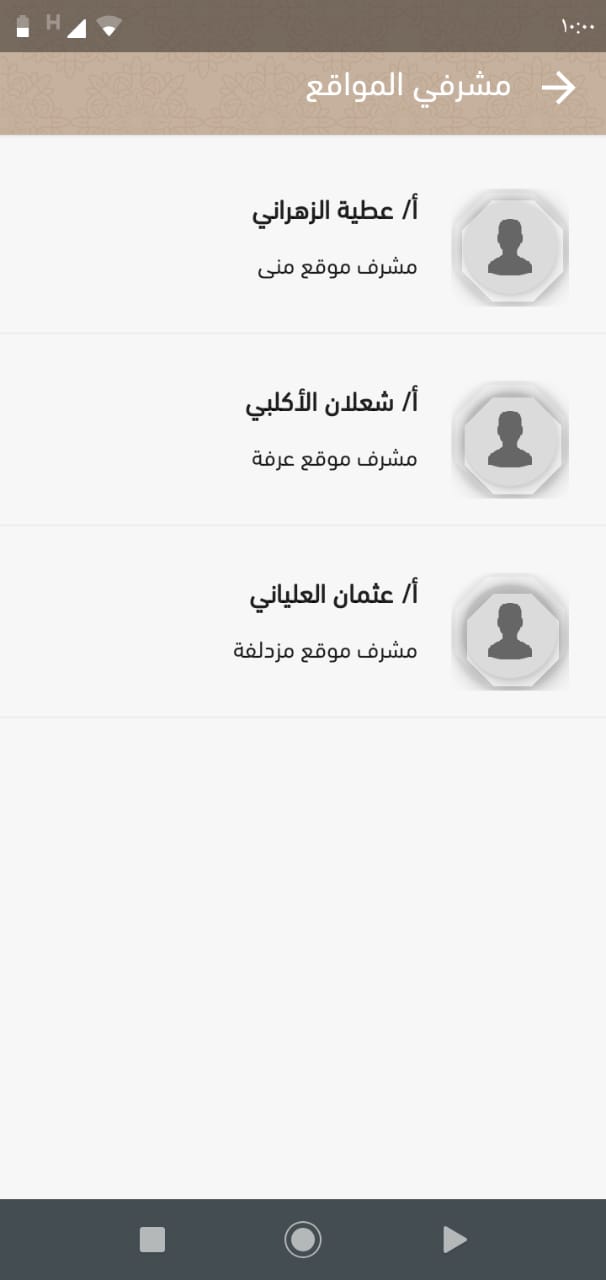 H
١٠:٠٠
مشرفي المواقع
أ/ عطية الزهراني
مشرف موقع منى
أ/ شعلان الأكلبي
مشرف موقع عرفة
أ/ عثمان العلياني
مشرف موقع مزدلفة